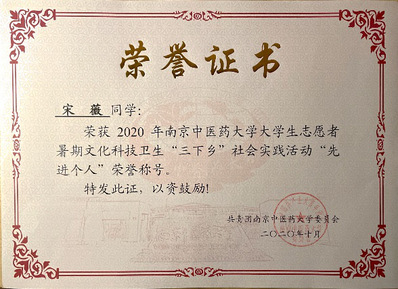 荣誉证书
宋薇同学:
荣获2020年南京中医药大学大学生志愿者
暑期文化科技卫生“三下乡”社会实践活动“先
进个人”荣誉称号。
特发此证,以资鼓励!
共青团南京中医药大学委员会
二〇二〇年十月